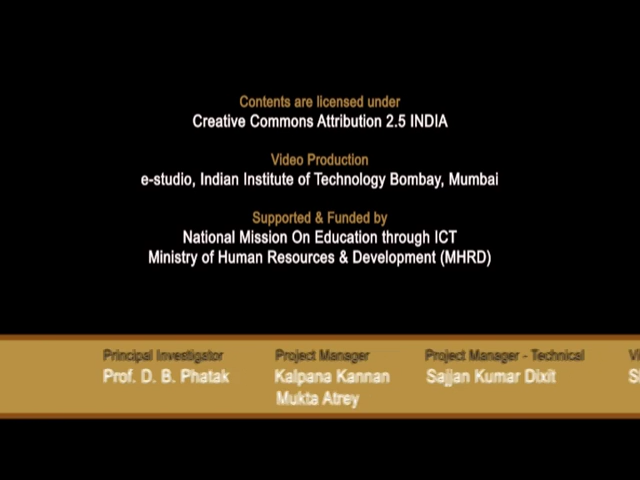 Contents are licensed under
Creative Commons Attribution 2.5 INDIA
Video Production
e-studio, Indian Institute of Technology Bombay, Mumbai
Supported & Funded by
National Mission On Education through ICT
Ministry of Human Resources & Development (MHRD)
Principal Investigator
Prof. D. B. Phatak
Project Manager
Kalpana Kannan
Mukta Atrey
Project Manager - Technical
Sajjan Kumar Dixit